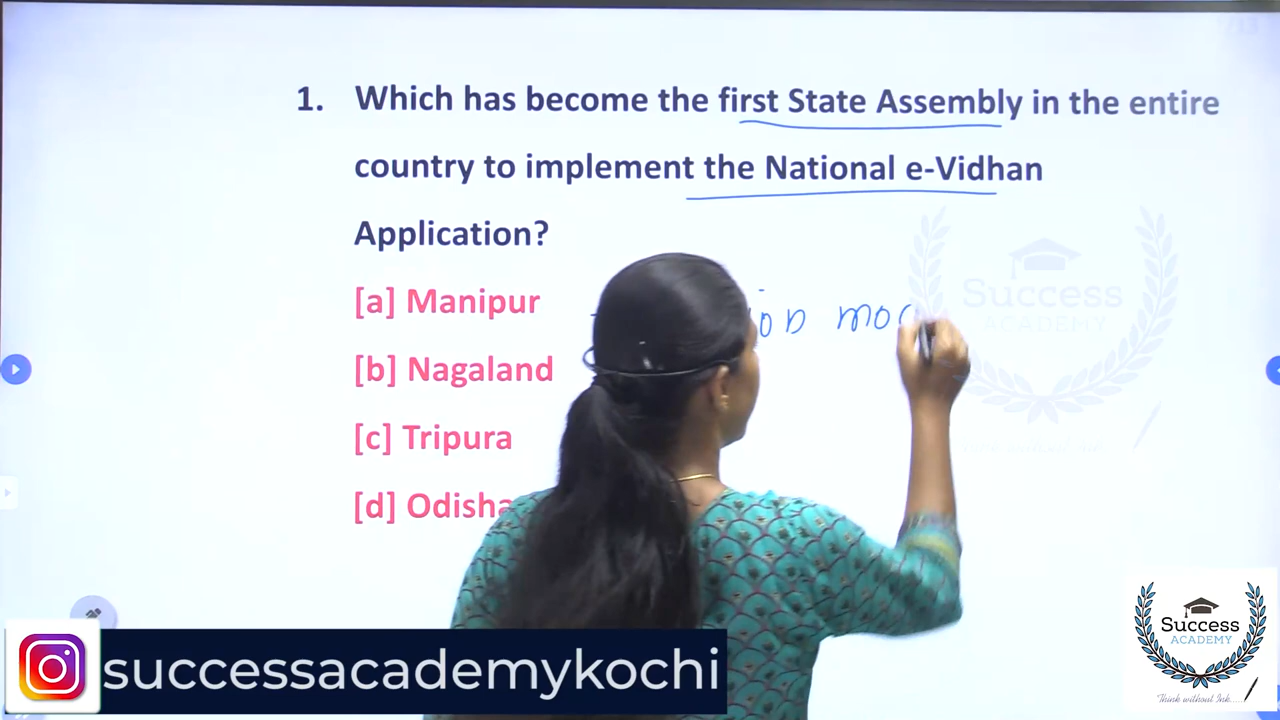 1. Which has become the first State Assembly in the entire
country to implement the National e-Vidhan
Application?
[a] Manipur
[b] Nagaland
[c] Tripura
[d] Odisha
Success
ACADEMY
Success
ACADEMY
Think without Ink.....
successacademykochi